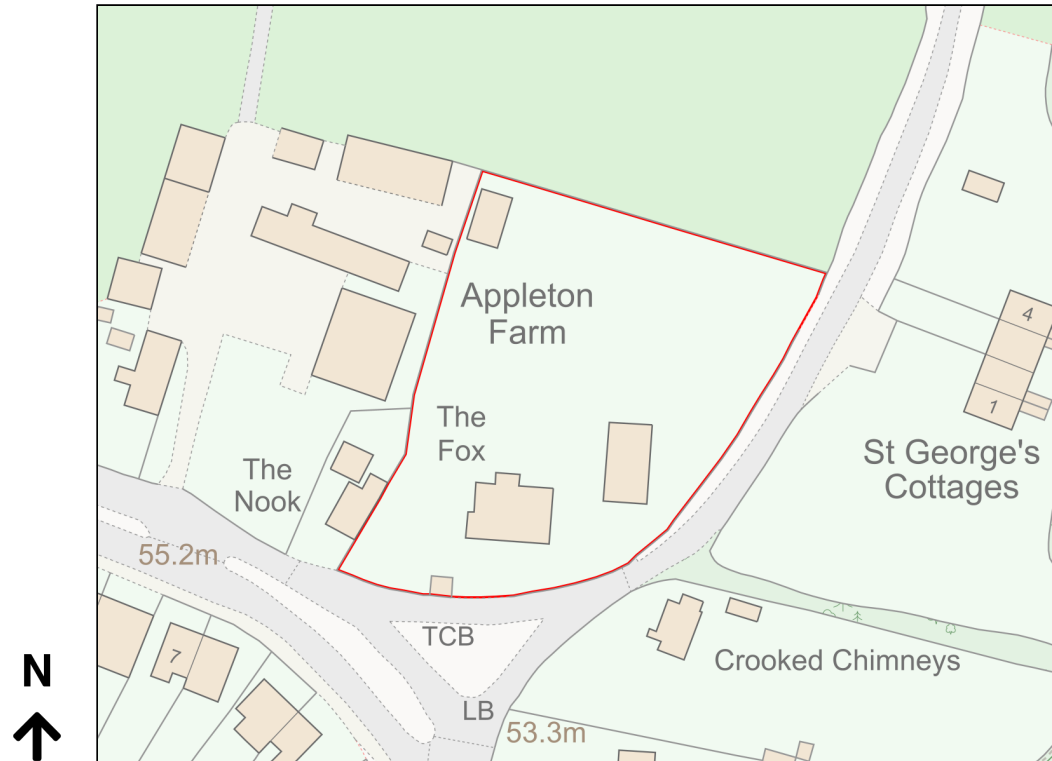 Appleton
Farm
The
Fox
The
Nook
4
1
St George's
Cottages
55.2m
TCB
7
Crooked Chimneys
LB
53.3m
N